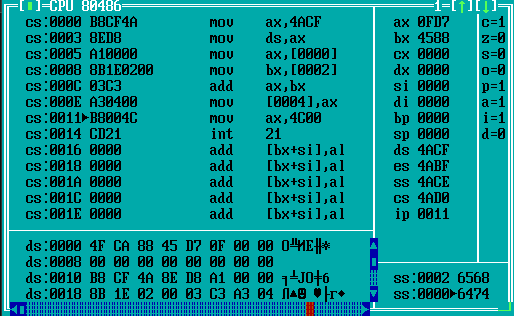 [▪]=CPU 80486 1=[↑][↓]
cs:0000 B8CF4A mov ax,4ACF
cs:0003 8ED8 mov ds,ax
cs:0005 A10000 mov ax,[0000]
cs:0008 8B1E0200 mov bx,[0002]
cs:000C 03C3 add ax,bx
cs:000E A30400 mov [0004],ax
cs:0011►B8004C mov ax,4C00
cs:0014 CD21 int 21
cs:0016 0000 add [bx+si],al
cs:0018 0000 add [bx+si],al
cs:001A 0000 add [bx+si],al
cs:001C 0000 add [bx+si],al
cs:001E 0000 add [bx+si],al
ax 0FD7 c=1
bx 4588 z=0
cx 0000 s=0
dx 0000 o=0
si 0000 p=1
di 0000 a=1
bp 0000 i=1
sp 0000 d=0
ds 4ACF
es 4ABF
ss 4ACE
cs 4AD0
ip 0011
ds:0000 4F CA 88 45 D7 0F 00 00 O╩ИE╫☼
ds:0008 00 00 00 00 00 00 00 00
ds:0010 B8 CF 4A 8E D8 A1 00 00 ╕╧JО╪б
ds:0018 8B 1E 02 00 03 C3 A3 04 Л▲☻ ♥├г♦
ss:0002 6568
ss:0000►6474